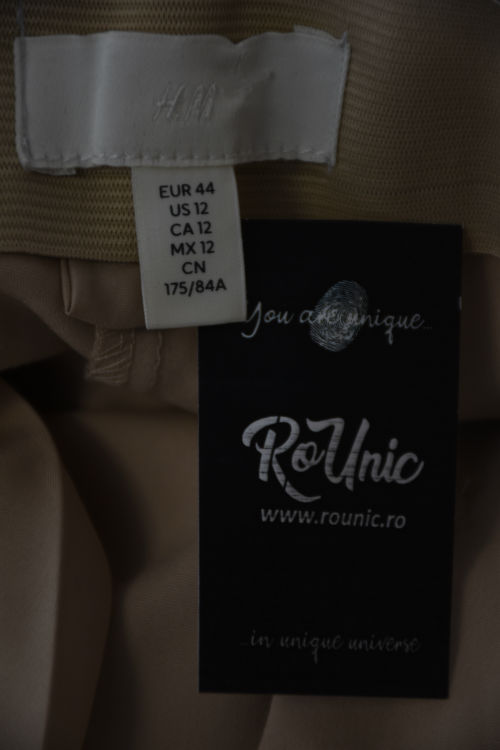 H&M
EUR 44
US 12
CA 12
MX 12
CN
175/84A
You are unique...
RoUnic
www.rounic.ro
...in unique universe